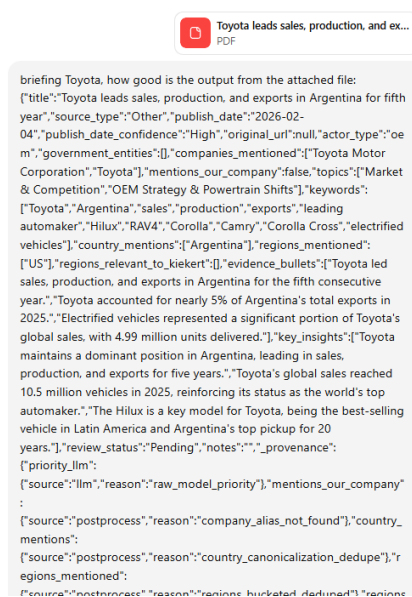 Toyota leads sales, production, and ex...
PDF
briefing Toyota, how good is the output from the attached file:
{"title":"Toyota leads sales, production, and exports in Argentina for fifth
year","source_type":"Other","publish_date":"2026-02-
04","publish_date_confidence":"High","original_url":null,"actor_type":"oe
m","government_entities":[],"companies_mentioned":["Toyota Motor
Corporation","Toyota"],"mentions_our_company":false,"topics":["Market
& Competition","OEM Strategy & Powertrain Shifts"],"keywords":
["Toyota","Argentina","sales","production","exports","leading
automaker","Hilux","RAV4","Corolla","Camry","Corolla Cross","electrified
vehicles"],"country_mentions":["Argentina"],"regions_mentioned":
["US"],"regions_relevant_to_kiekert":[],"evidence_bullets":["Toyota led
sales, production, and exports in Argentina for the fifth consecutive
year.","Toyota accounted for nearly 5% of Argentina's total exports in
2025.","Electrified vehicles represented a significant portion of Toyota's
global sales, with 4.99 million units delivered."],"key_insights":["Toyota
maintains a dominant position in Argentina, leading in sales,
production, and exports for five years.","Toyota's global sales reached
10.5 million vehicles in 2025, reinforcing its status as the world's top
automaker.","The Hilux is a key model for Toyota, being the best-selling
vehicle in Latin America and Argentina's top pickup for 20
years."],"review_status":"Pending","notes":"","_provenance":
{"priority_llm":
{"source":"llm","reason":"raw_model_priority"},"mentions_our_company"
:
{"source":"postprocess","reason":"company_alias_not_found"},"country_
mentions":
{"source":"postprocess","reason":"country_canonicalization_dedupe"},"r
egions_mentioned":
{"source":"postprocess","reason":"regions_bucketed_deduped"},"regions